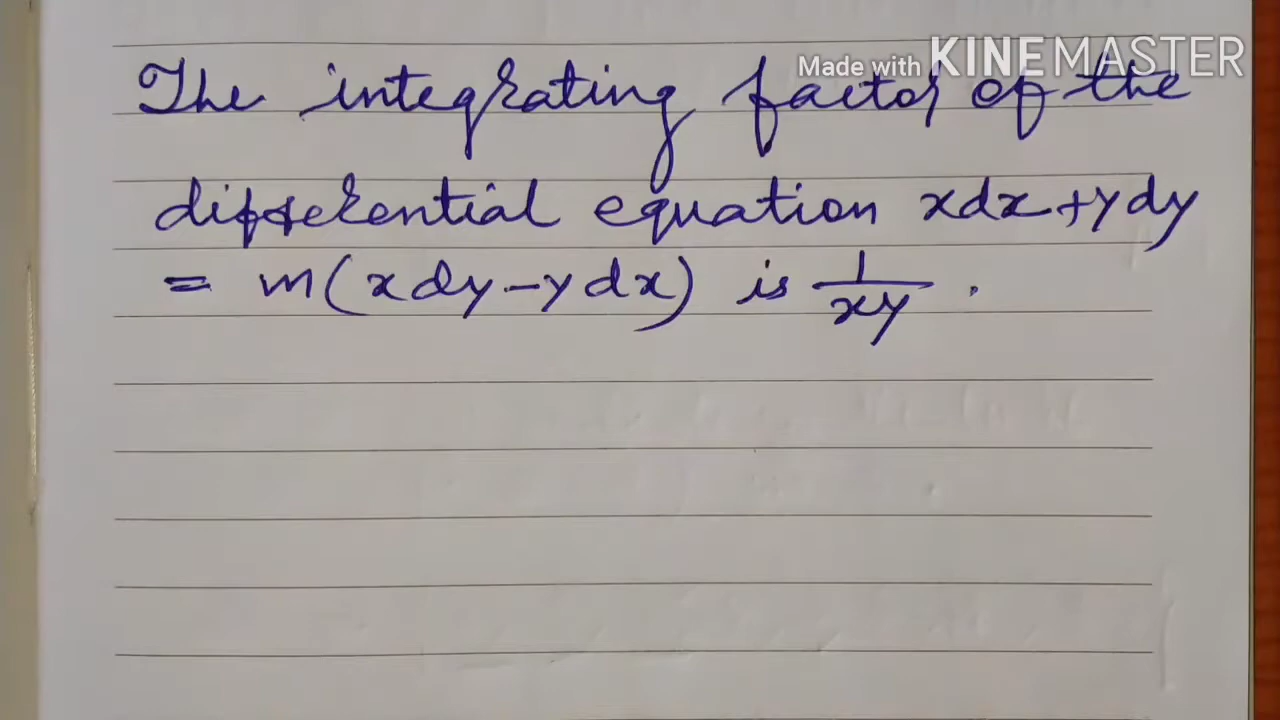 Made with KINEMASTER
The integrating factor of the
differential equation xdx+ydy
= m(xdy-ydx) is 1/xy .